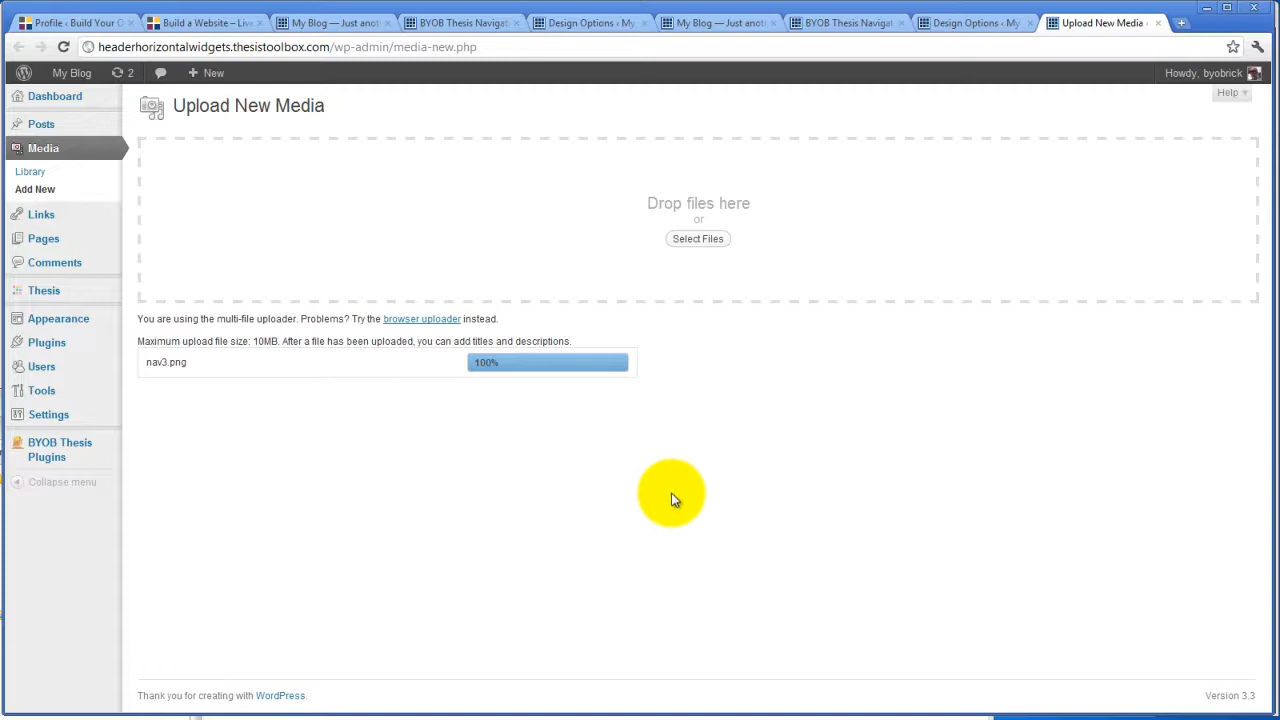 Profile ‹ Build Your O
Build a Website – Live
My Blog — Just anot
BYOB Thesis Navigat
Design Options ‹ My
My Blog — Just anot
BYOB Thesis Navigat
Design Options ‹ My
Upload New Media ‹
headerhorizontalwidgets.thesistoolbox.com/wp-admin/media-new.php
My Blog
2
New
Howdy, byobrick
Help
Upload New Media
Dashboard
Posts
Media
Library
Add New
Links
Pages
Comments
Thesis
Appearance
Plugins
Users
Tools
Settings
BYOB Thesis
Plugins
Collapse menu
Drop files here
or
Select Files
You are using the multi-file uploader. Problems? Try the browser uploader instead.
Maximum upload file size: 10MB. After a file has been uploaded, you can add titles and descriptions.
nav3.png 100%
Thank you for creating with WordPress.
Version 3.3